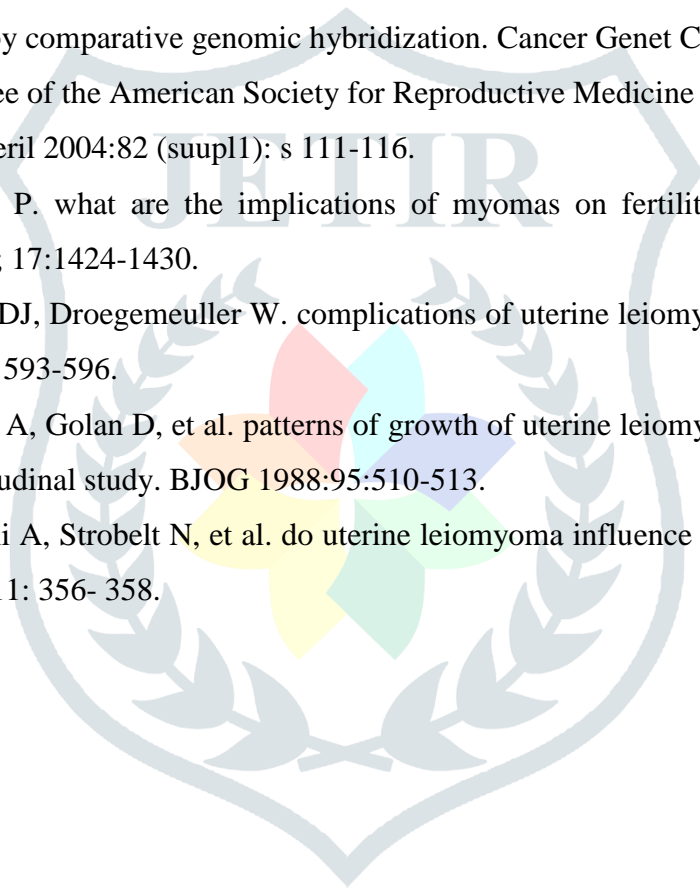 by comparative genomic hybridization. Cancer Genet C
ee of the American Society for Reproductive Medicine
eril 2004:82 (suupl1): s 111-116.
JETIR
P. what are the implications of myomas on fertilit
; 17:1424-1430.
DJ, Droegemeuller W. complications of uterine leiomy
593-596.
A, Golan D, et al. patterns of growth of uterine leiomy
udinal study. BJOG 1988:95:510-513.
i A, Strobelt N, et al. do uterine leiomyoma influence
11: 356- 358.